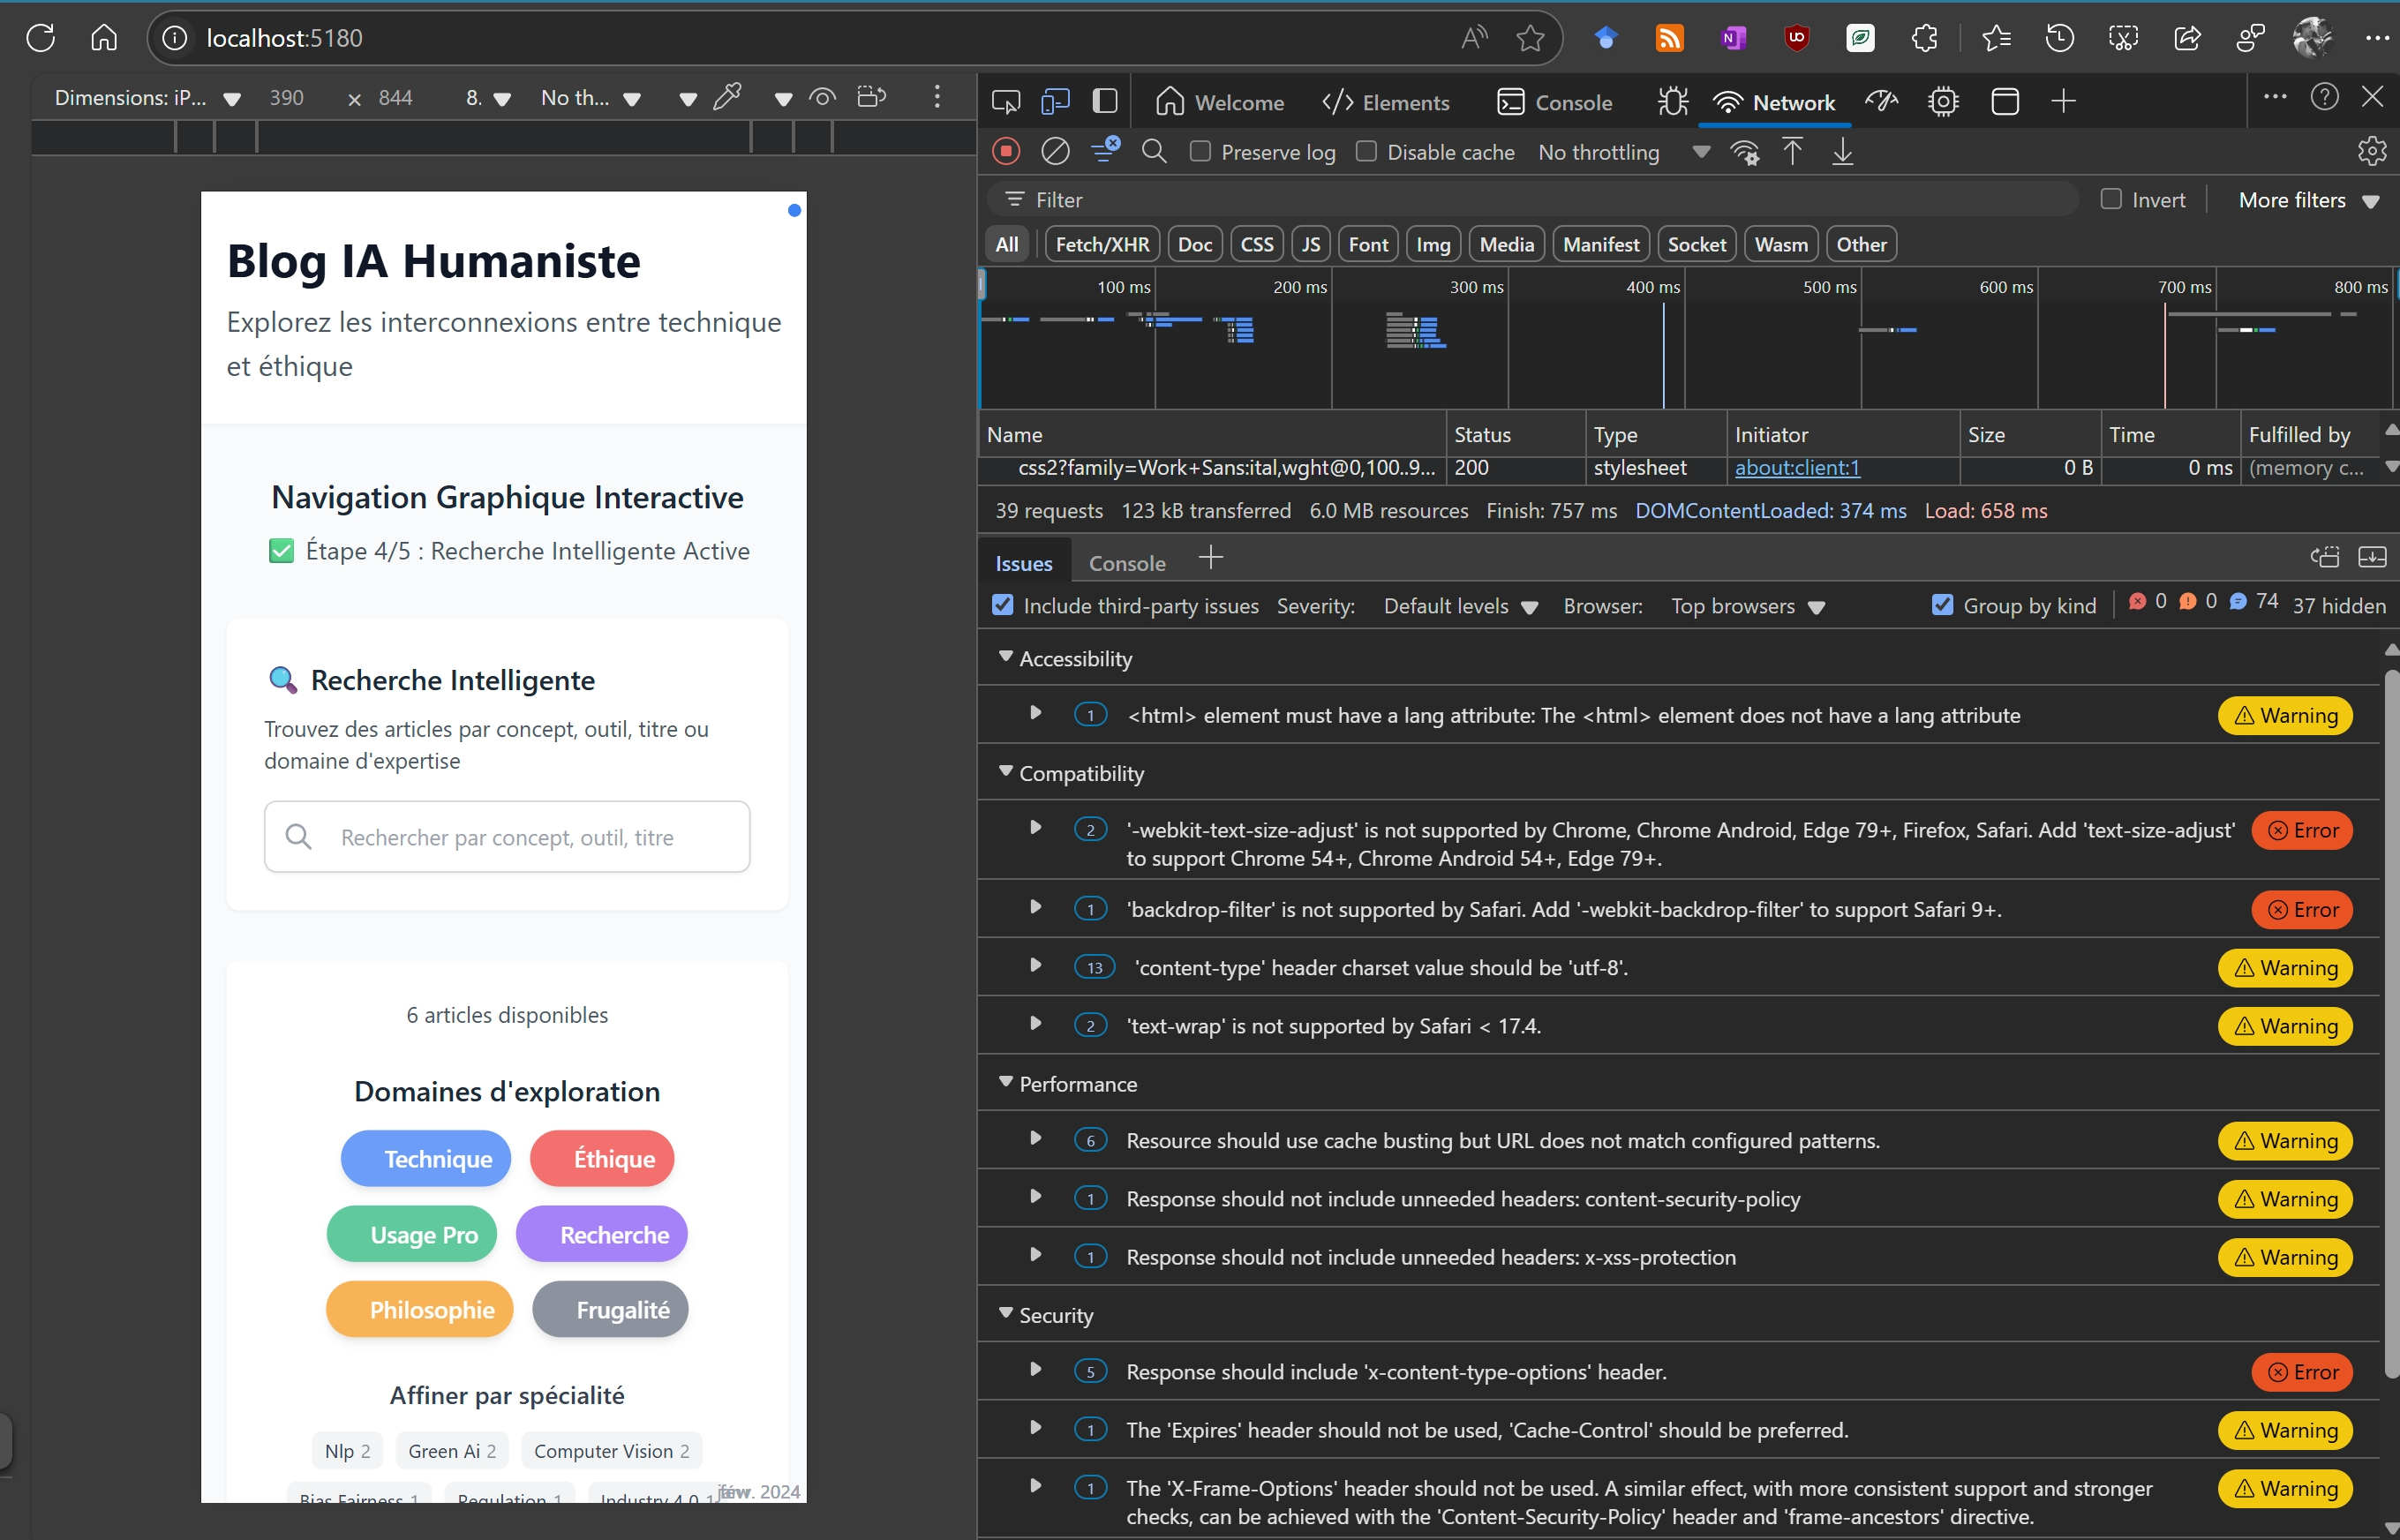 localhost:5180
Dimensions: iP... 390 × 844 8. No th...
Blog IA Humaniste
Explorez les interconnexions entre technique
et éthique
Navigation Graphique Interactive
✅ Étape 4/5 : Recherche Intelligente Active
🔍 Recherche Intelligente
Trouvez des articles par concept, outil, titre ou
domaine d'expertise
Rechercher par concept, outil, titre
6 articles disponibles
Domaines d'exploration
Technique Éthique
Usage Pro Recherche
Philosophie Frugalité
Affiner par spécialité
Nlp 2 Green Ai 2 Computer Vision 2
Bias Fairness 1 Regulation 1 Industry 4.0 1
févr. 2024
Welcome Elements Console Network
Preserve log Disable cache No throttling
Filter Invert More filters
All Fetch/XHR Doc CSS JS Font Img Media Manifest Socket Wasm Other
100 ms 200 ms 300 ms 400 ms 500 ms 600 ms 700 ms 800 ms
Name Status Type Initiator Size Time Fulfilled by
css2?family=Work+Sans:ital,wght@0,100..9... 200 stylesheet about:client:1 0 B 0 ms (memory c...
39 requests 123 kB transferred 6.0 MB resources Finish: 757 ms DOMContentLoaded: 374 ms Load: 658 ms
Issues Console
Include third-party issues Severity: Default levels Browser: Top browsers Group by kind 0 0 74 37 hidden
Accessibility
1 <html> element must have a lang attribute: The <html> element does not have a lang attribute Warning
Compatibility
2 '-webkit-text-size-adjust' is not supported by Chrome, Chrome Android, Edge 79+, Firefox, Safari. Add 'text-size-adjust' Error
to support Chrome 54+, Chrome Android 54+, Edge 79+.
1 'backdrop-filter' is not supported by Safari. Add '-webkit-backdrop-filter' to support Safari 9+. Error
13 'content-type' header charset value should be 'utf-8'. Warning
2 'text-wrap' is not supported by Safari < 17.4. Warning
Performance
6 Resource should use cache busting but URL does not match configured patterns. Warning
1 Response should not include unneeded headers: content-security-policy Warning
1 Response should not include unneeded headers: x-xss-protection Warning
Security
5 Response should include 'x-content-type-options' header. Error
1 The 'Expires' header should not be used, 'Cache-Control' should be preferred. Warning
1 The 'X-Frame-Options' header should not be used. A similar effect, with more consistent support and stronger Warning
checks, can be achieved with the 'Content-Security-Policy' header and 'frame-ancestors' directive.